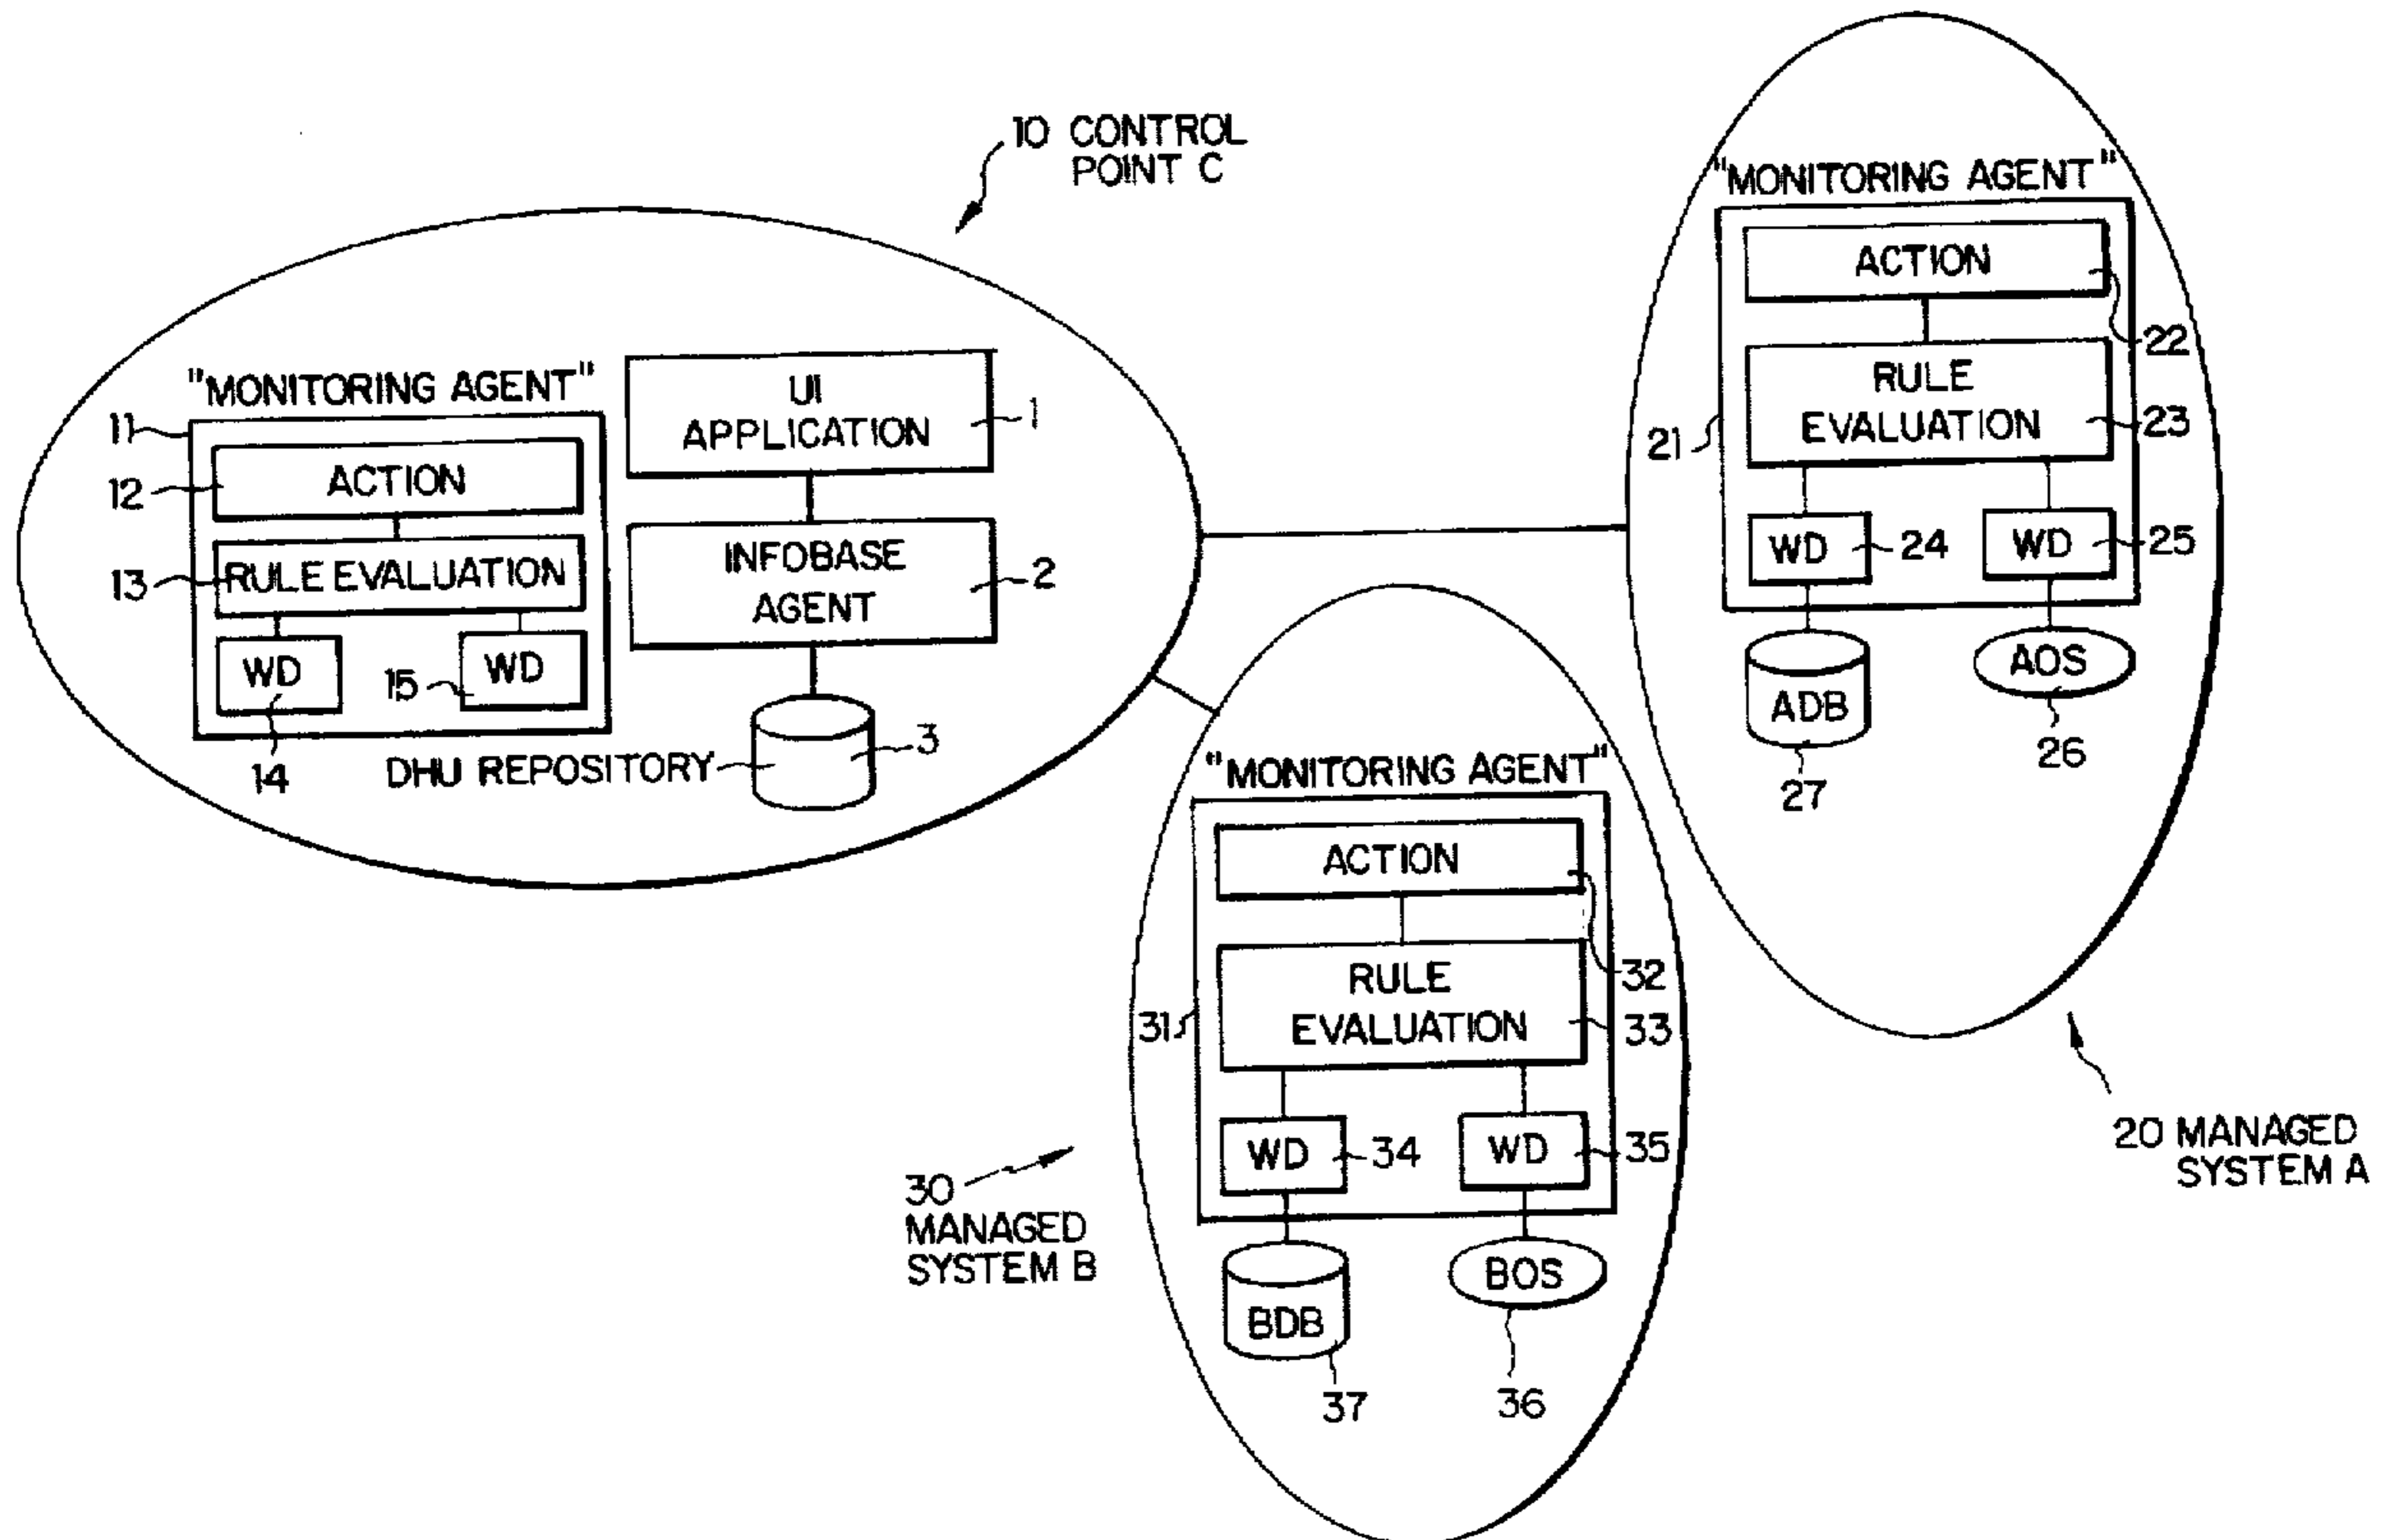 10 CONTROL
POINT C
"MONITORING AGENT"
11
ACTION
12
RULE EVALUATION
13
WD
14
WD
15
UI
APPLICATION
1
INFOBASE
AGENT
2
DHU REPOSITORY
3
"MONITORING AGENT"
ACTION
22
RULE
EVALUATION
23
21
WD
24
WD
25
ADB
27
AOS
26
20 MANAGED
SYSTEM A
"MONITORING AGENT"
ACTION
32
RULE
EVALUATION
33
31
WD
34
WD
35
BDB
37
BOS
36
30
MANAGED
SYSTEM B